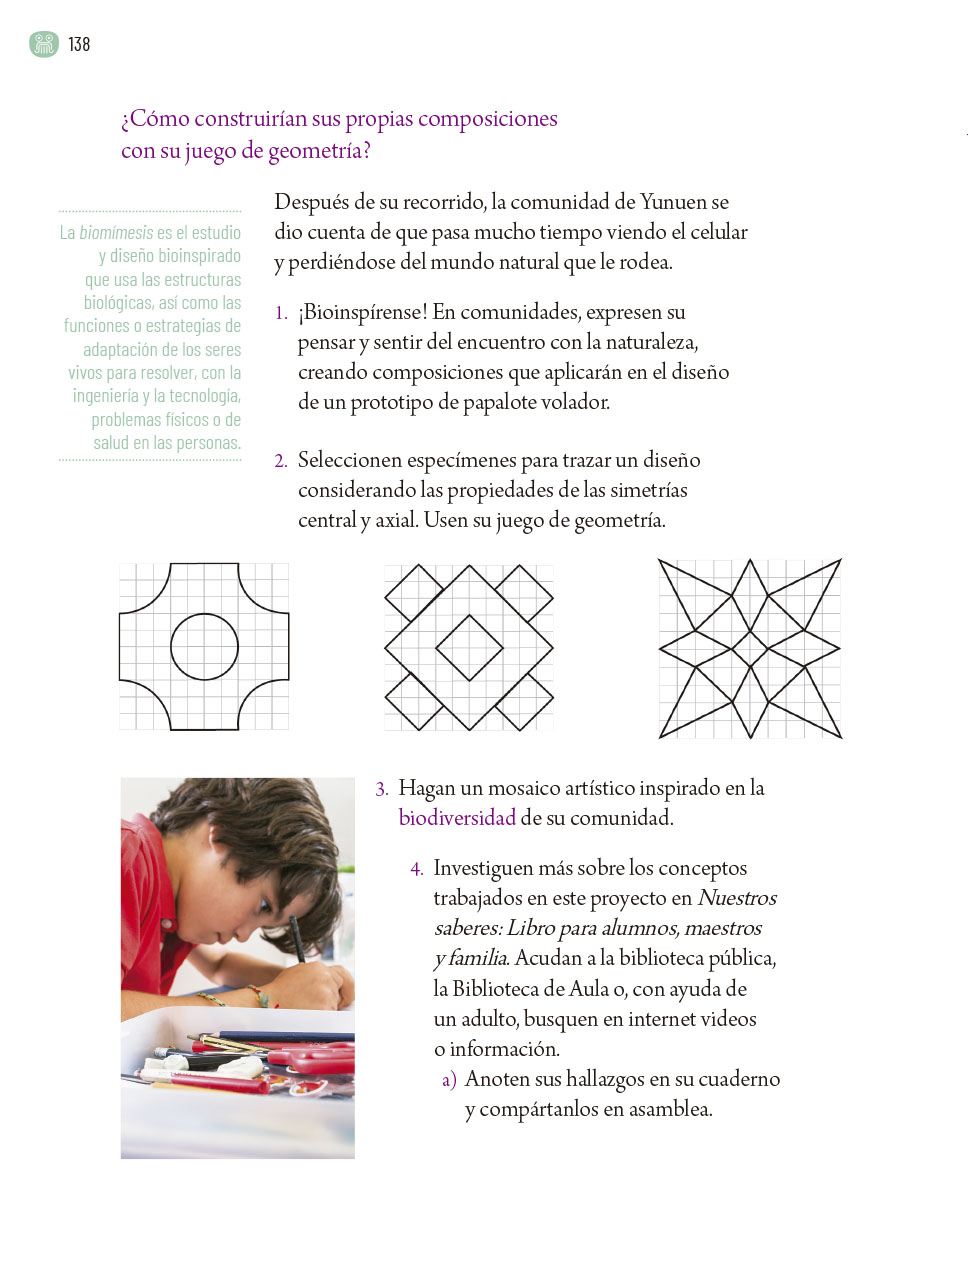 138
¿Cómo construirían sus propias composiciones
con su juego de geometría?
La biomímesis es el estudio
y diseño bioinspirado
que usa las estructuras
biológicas, así como las
funciones o estrategias de
adaptación de los seres
vivos para resolver, con la
ingeniería y la tecnología,
problemas físicos o de
salud en las personas.
Después de su recorrido, la comunidad de Yunuen se
dio cuenta de que pasa mucho tiempo viendo el celular
y perdiéndose del mundo natural que le rodea.
1. ¡Bioinspírense! En comunidades, expresen su
pensar y sentir del encuentro con la naturaleza,
creando composiciones que aplicarán en el diseño
de un prototipo de papalote volador.
2. Seleccionen especímenes para trazar un diseño
considerando las propiedades de las simetrías
central y axial. Usen su juego de geometría.
3. Hagan un mosaico artístico inspirado en la
biodiversidad de su comunidad.
4. Investiguen más sobre los conceptos
trabajados en este proyecto en Nuestros
saberes: Libro para alumnos, maestros
y familia. Acudan a la biblioteca pública,
la Biblioteca de Aula o, con ayuda de
un adulto, busquen en internet videos
o información.
a) Anoten sus hallazgos en su cuaderno
y compártanlos en asamblea.